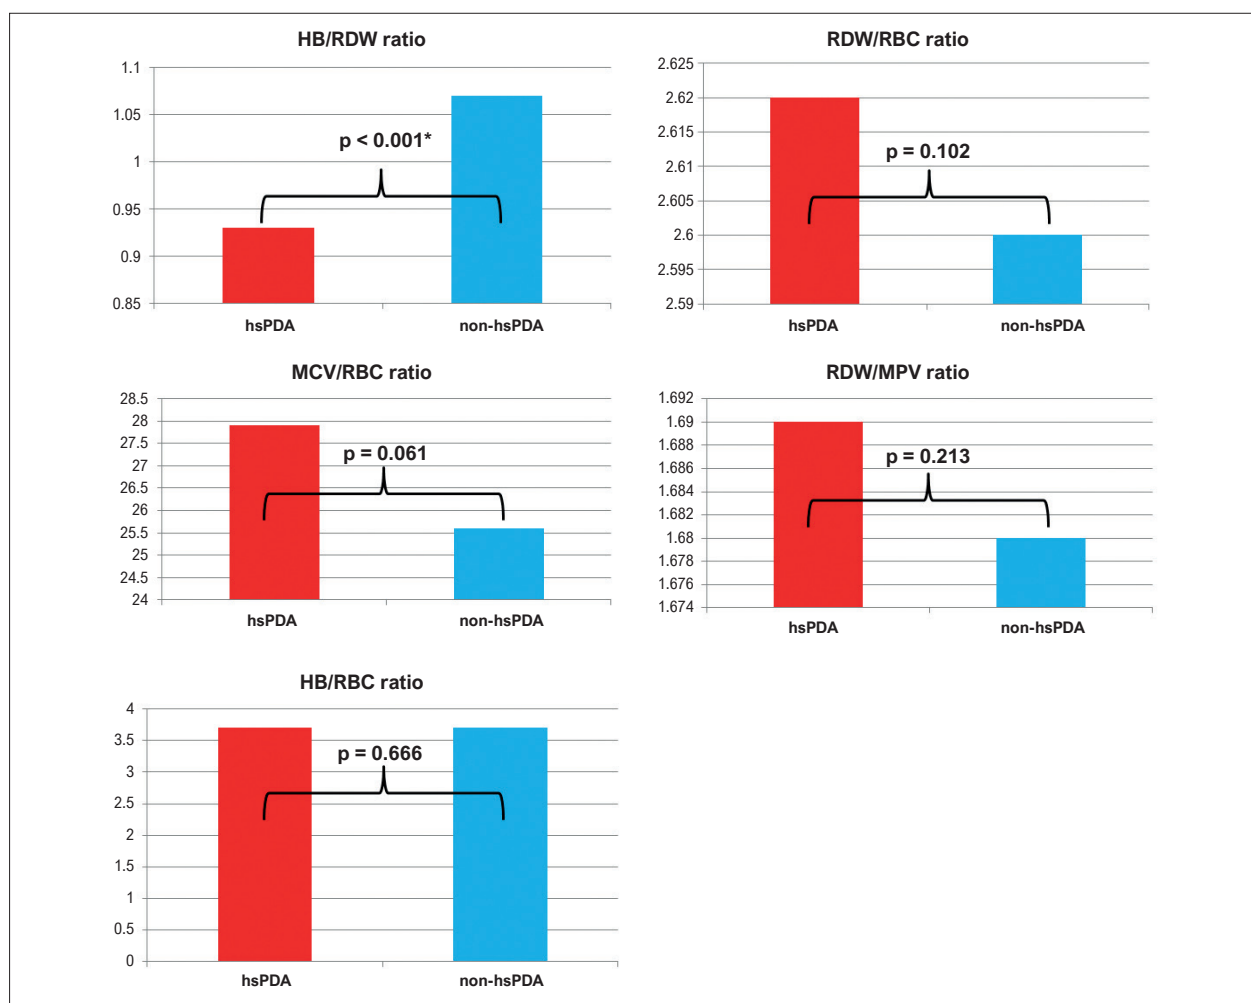 HB/RDW ratio
1.1
1.05
1
0.95
0.9
0.85
p < 0.001*
hsPDA
non-hsPDA
RDW/RBC ratio
2.625
2.62
2.615
2.61
2.605
2.6
2.595
2.59
p = 0.102
hsPDA
non-hsPDA
MCV/RBC ratio
28.5
28
27.5
27
26.5
26
25.5
25
24.5
24
p = 0.061
hsPDA
non-hsPDA
RDW/MPV ratio
1.692
1.69
1.688
1.686
1.684
1.682
1.68
1.678
1.676
1.674
p = 0.213
hsPDA
non-hsPDA
HB/RBC ratio
4
3.5
3
2.5
2
1.5
1
0.5
0
p = 0.666
hsPDA
non-hsPDA